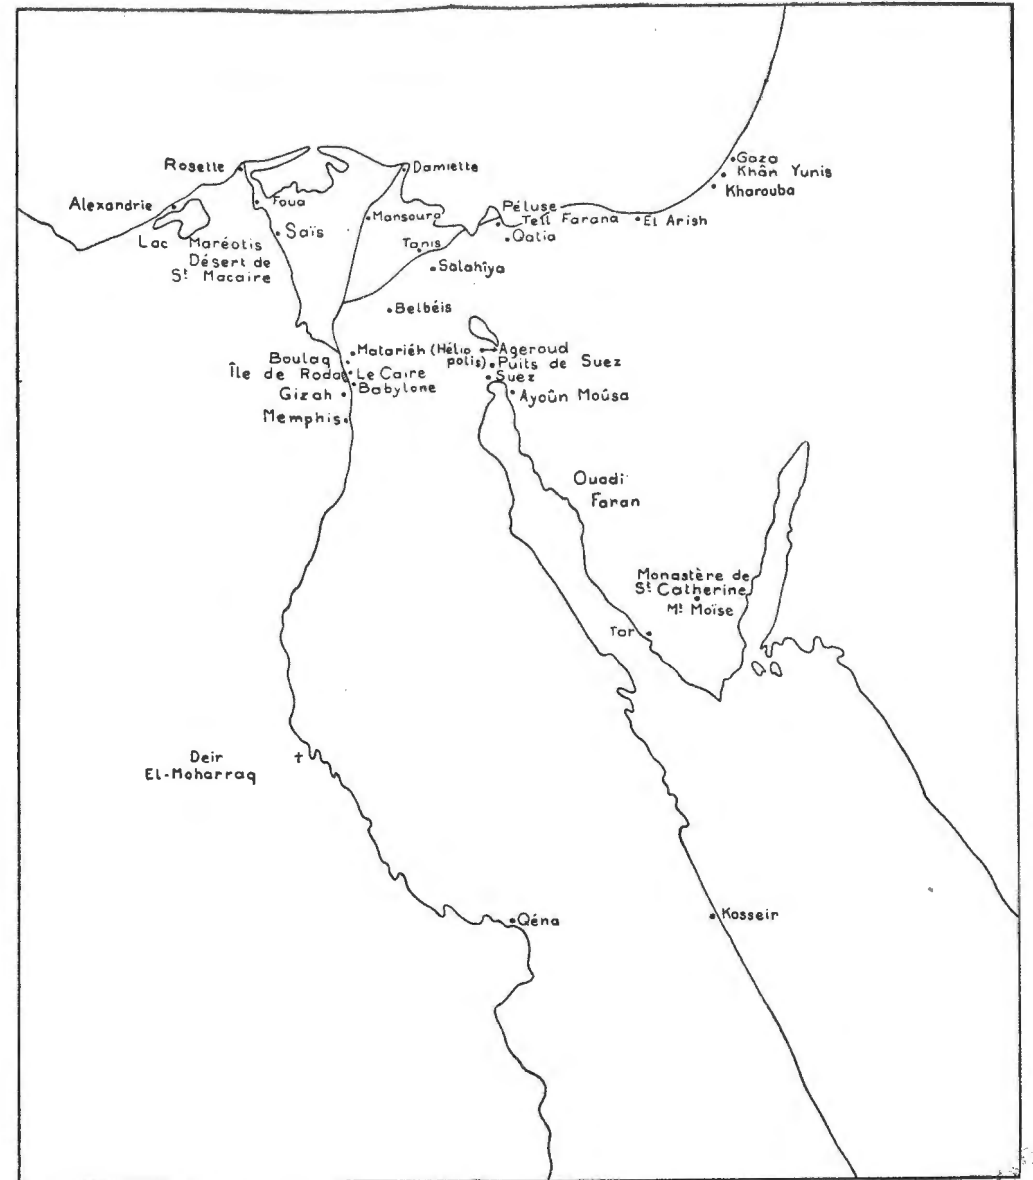 Rosette
Damiette
Gaza
Khân Yunis
Kharouba
Alexandrie
Foua
Mansoura
Péluse
Tell Farana
El Arish
Lac Maréotis
Saïs
Qatia
Désert de
St Macaire
Tanis
Salahîya
Belbéis
Matariéh (Hélio
polis)
Ageroud
Boulaq
Puits de Suez
Île de Roda
Le Caire
Suez
Gizah
Babylone
Ayoûn Moûsa
Memphis
Ouadi
Faran
Monastère de
St Catherine
Mt Moïse
Tor
Deir
El-Moharraq
Qéna
Kosseir